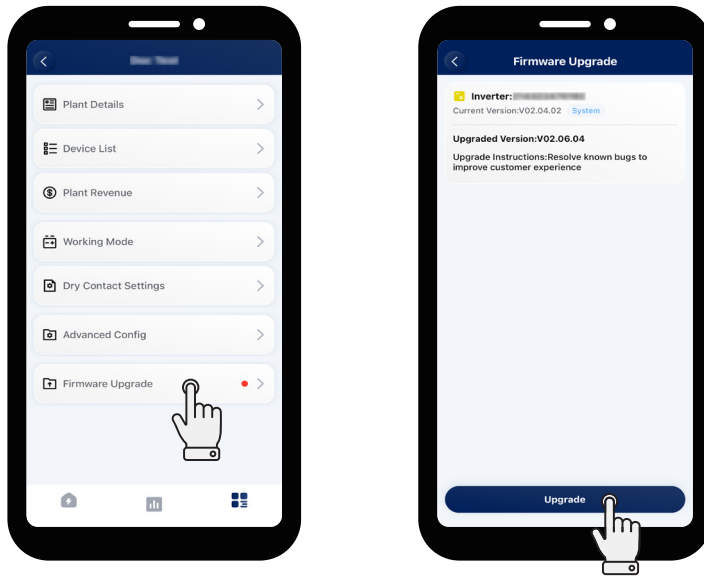 Plant Details
Device List
Plant Revenue
Working Mode
Dry Contact Settings
Advanced Config
Firmware Upgrade
Firmware Upgrade
Inverter:
Current Version:V02.04.02 System
Upgraded Version:V02.06.04
Upgrade Instructions:Resolve known bugs to
improve customer experience
Upgrade